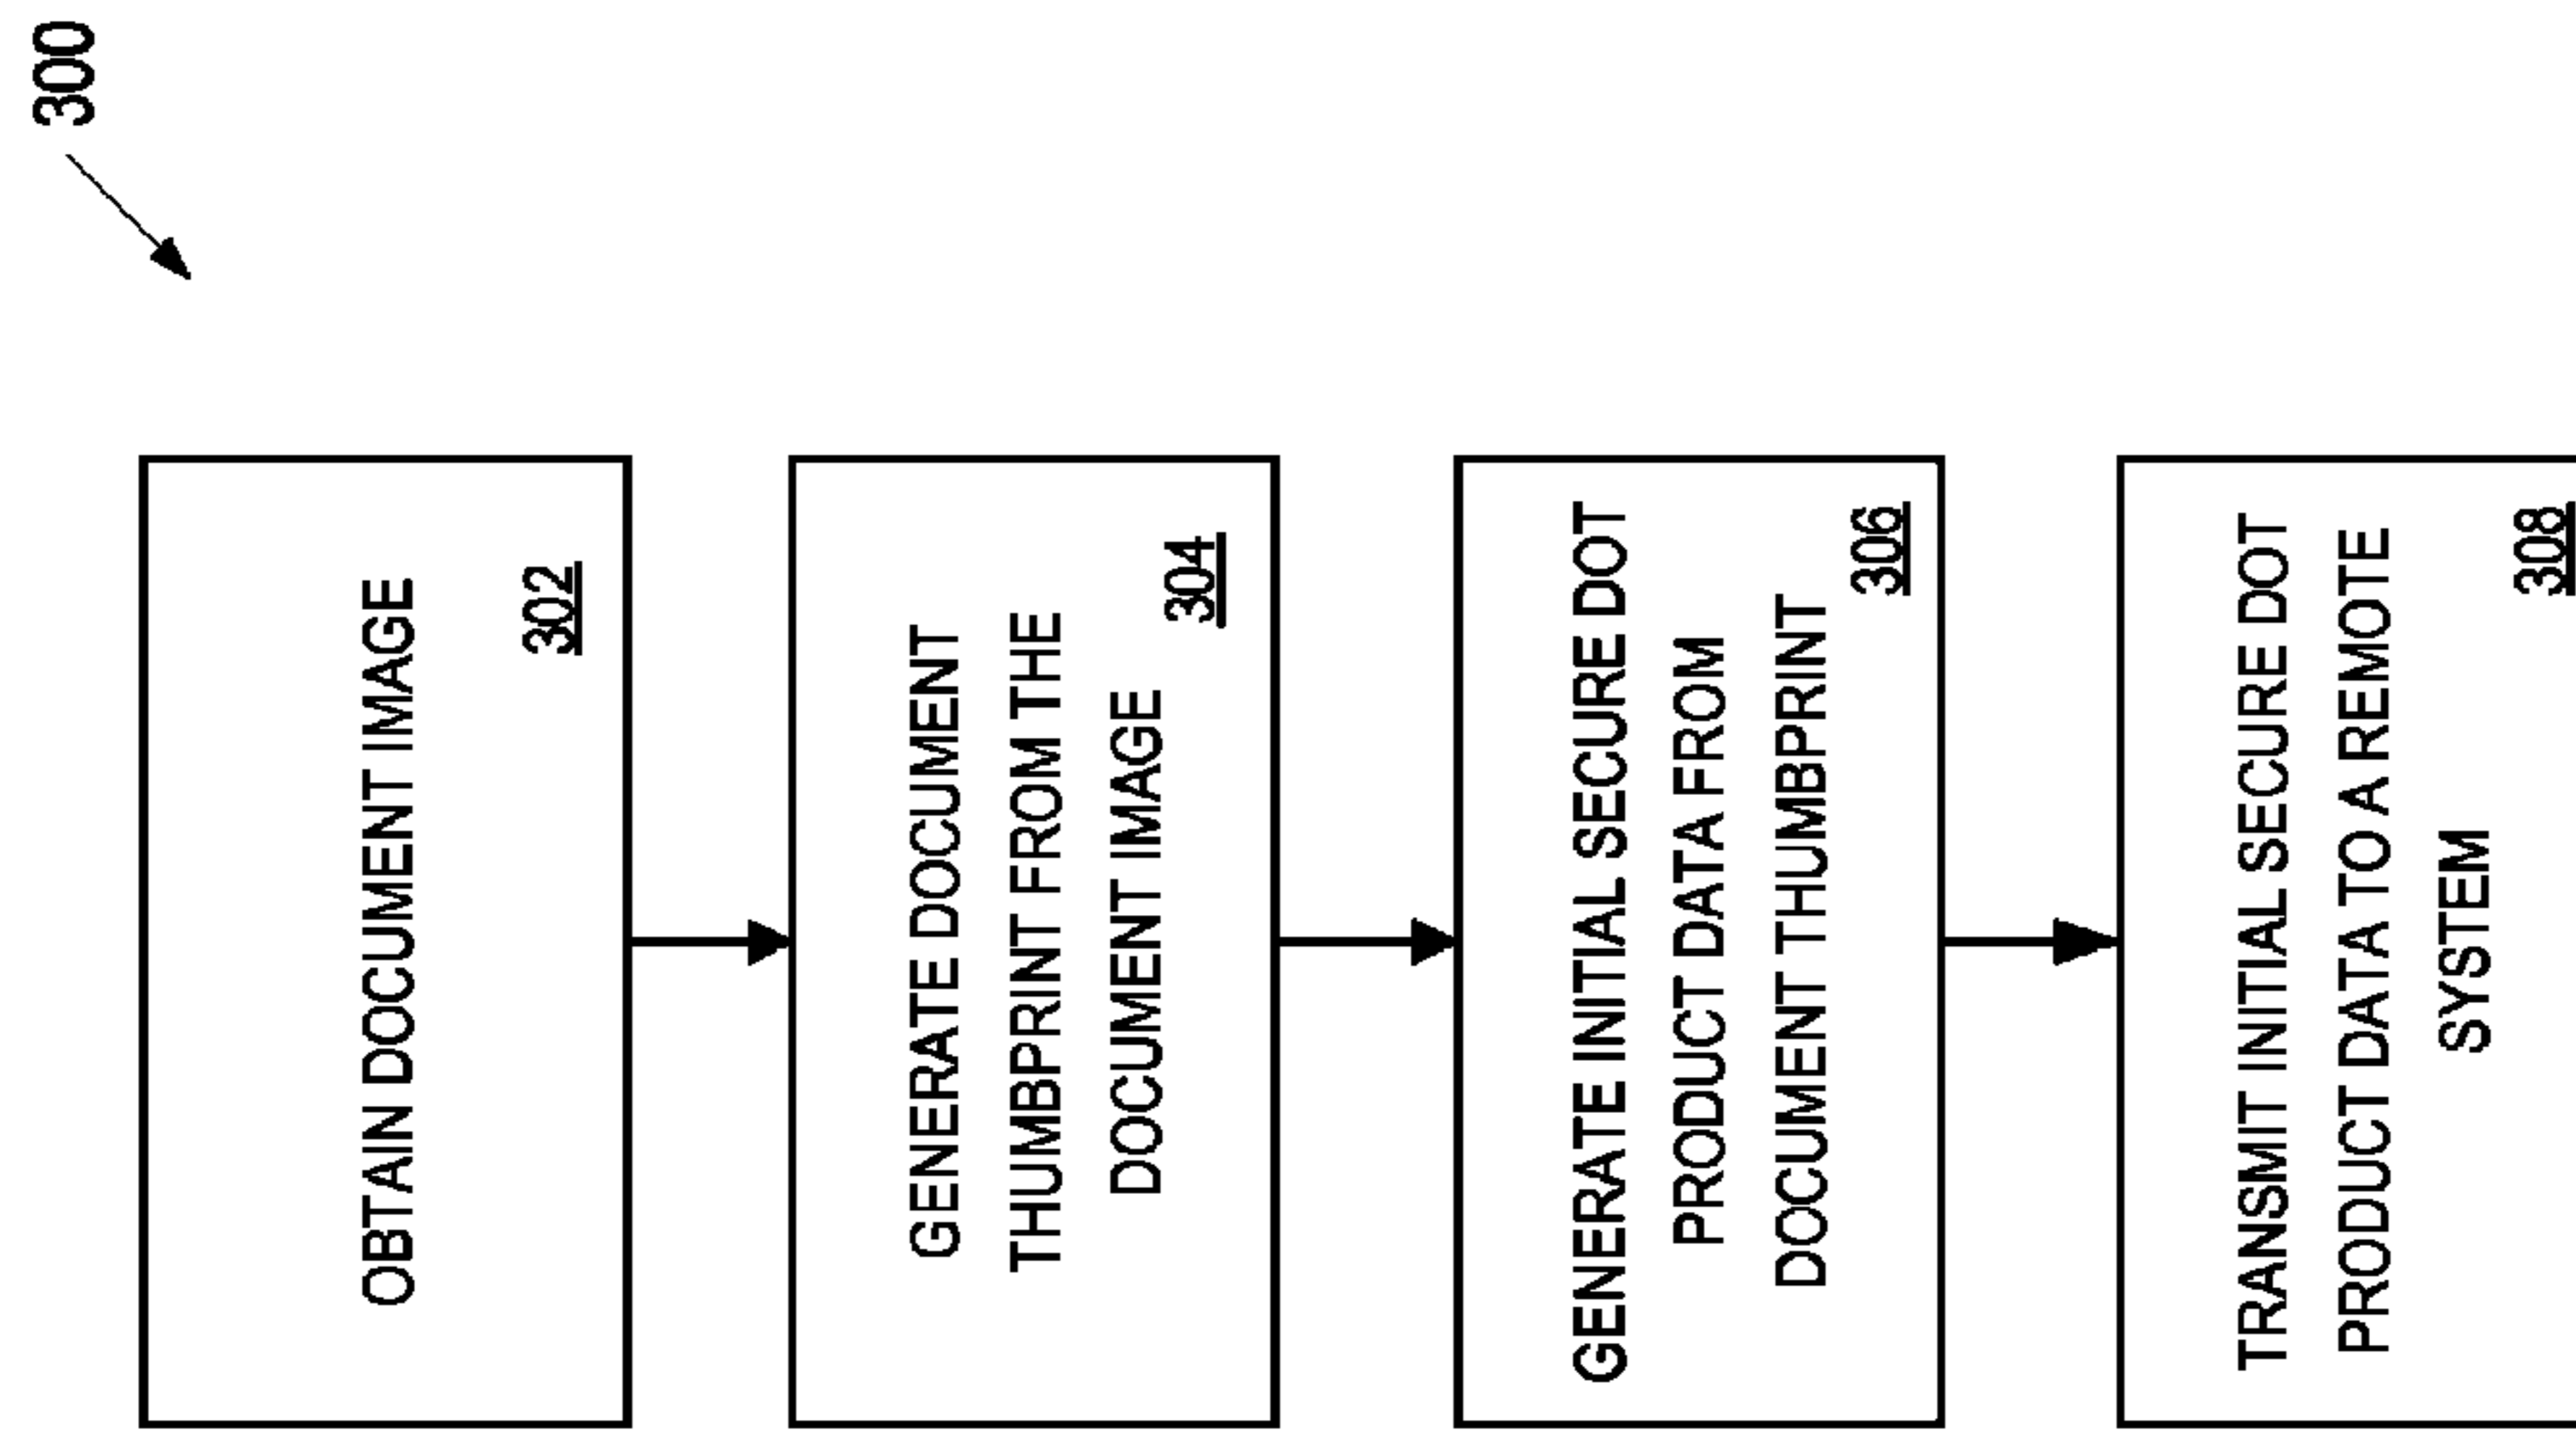 300
OBTAIN DOCUMENT IMAGE
302
GENERATE DOCUMENT
THUMBPRINT FROM THE
DOCUMENT IMAGE
304
GENERATE INITIAL SECURE DOT
PRODUCT DATA FROM
DOCUMENT THUMBPRINT
306
TRANSMIT INITIAL SECURE DOT
PRODUCT DATA TO A REMOTE
SYSTEM
308